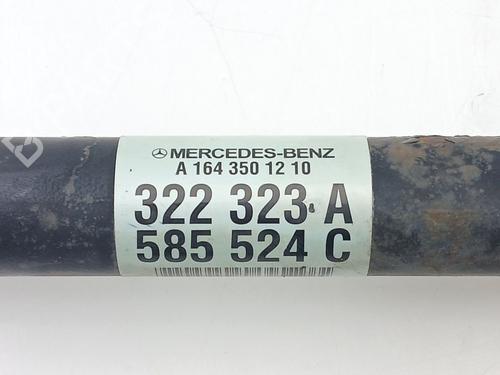 MERCEDES-BENZ
A 164 350 12 10
322 323 A
585 524 C